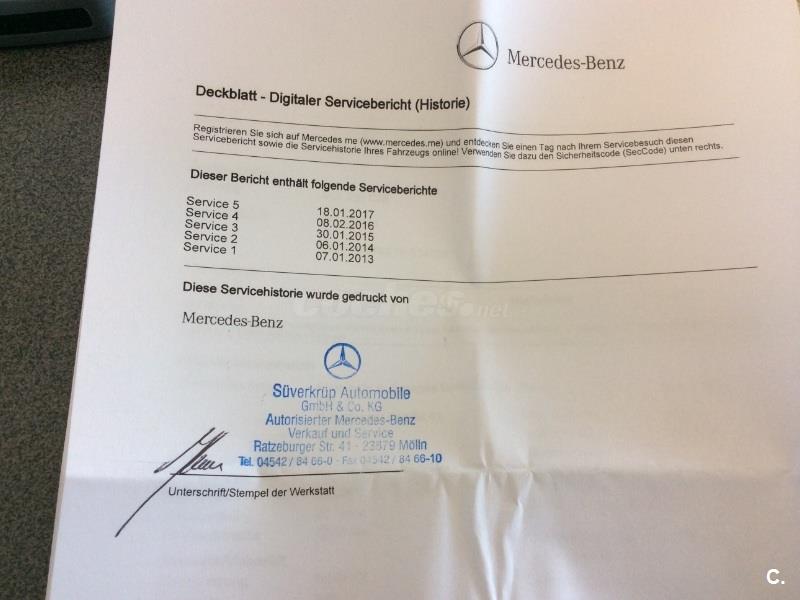 Mercedes-Benz
Deckblatt - Digitaler Servicebericht (Historie)
Registrieren Sie sich auf Mercedes me (www.mercedes.me) und entdecken Sie einen Tag nach Ihrem Servicebesuch diesen
Servicebericht sowie die Servicehistorie Ihres Fahrzeugs online! Verwenden Sie dazu den Sicherheitscode (SecCode) unten rechts.
Dieser Bericht enthält folgende Serviceberichte
Service 5 18.01.2017
Service 4 08.02.2016
Service 3 30.01.2015
Service 2 06.01.2014
Service 1 07.01.2013
Diese Servicehistorie wurde gedruckt von
coches.net
Mercedes-Benz
Süverkrüp Automobile
GmbH & Co. KG
Autorisierter Mercedes-Benz
Verkauf und Service
Ratzeburger Str. 41 - 23879 Mölln
Tel. 04542 / 84 66-0 - Fax 04542 / 84 66-10
Unterschrift/Stempel der Werkstatt
C.